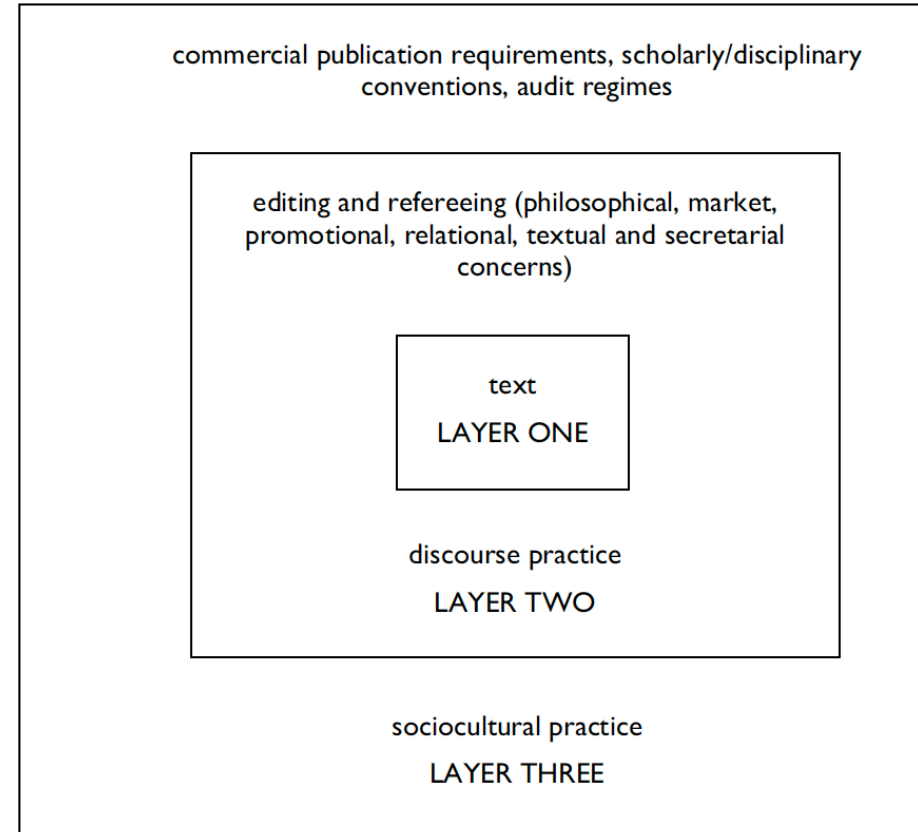 commercial publication requirements, scholarly/disciplinary
conventions, audit regimes
editing and refereeing (philosophical, market,
promotional, relational, textual and secretarial
concerns)
text
LAYER ONE
discourse practice
LAYER TWO
sociocultural practice
LAYER THREE